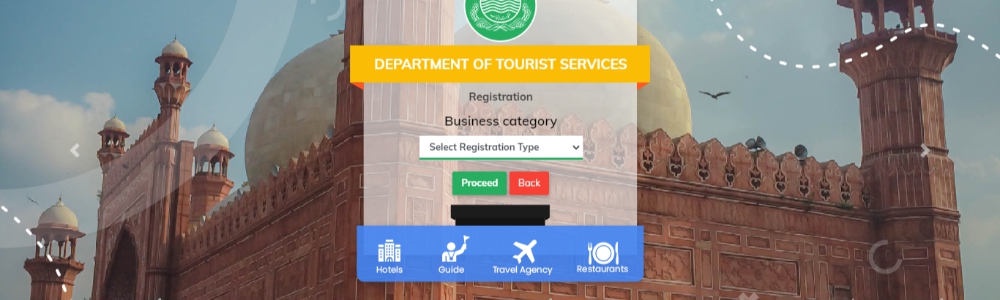 DEPARTMENT OF TOURIST SERVICES
Registration
Business category
Select Registration Type
Proceed
Back
Hotels
Guide
Travel Agency
Restaurants